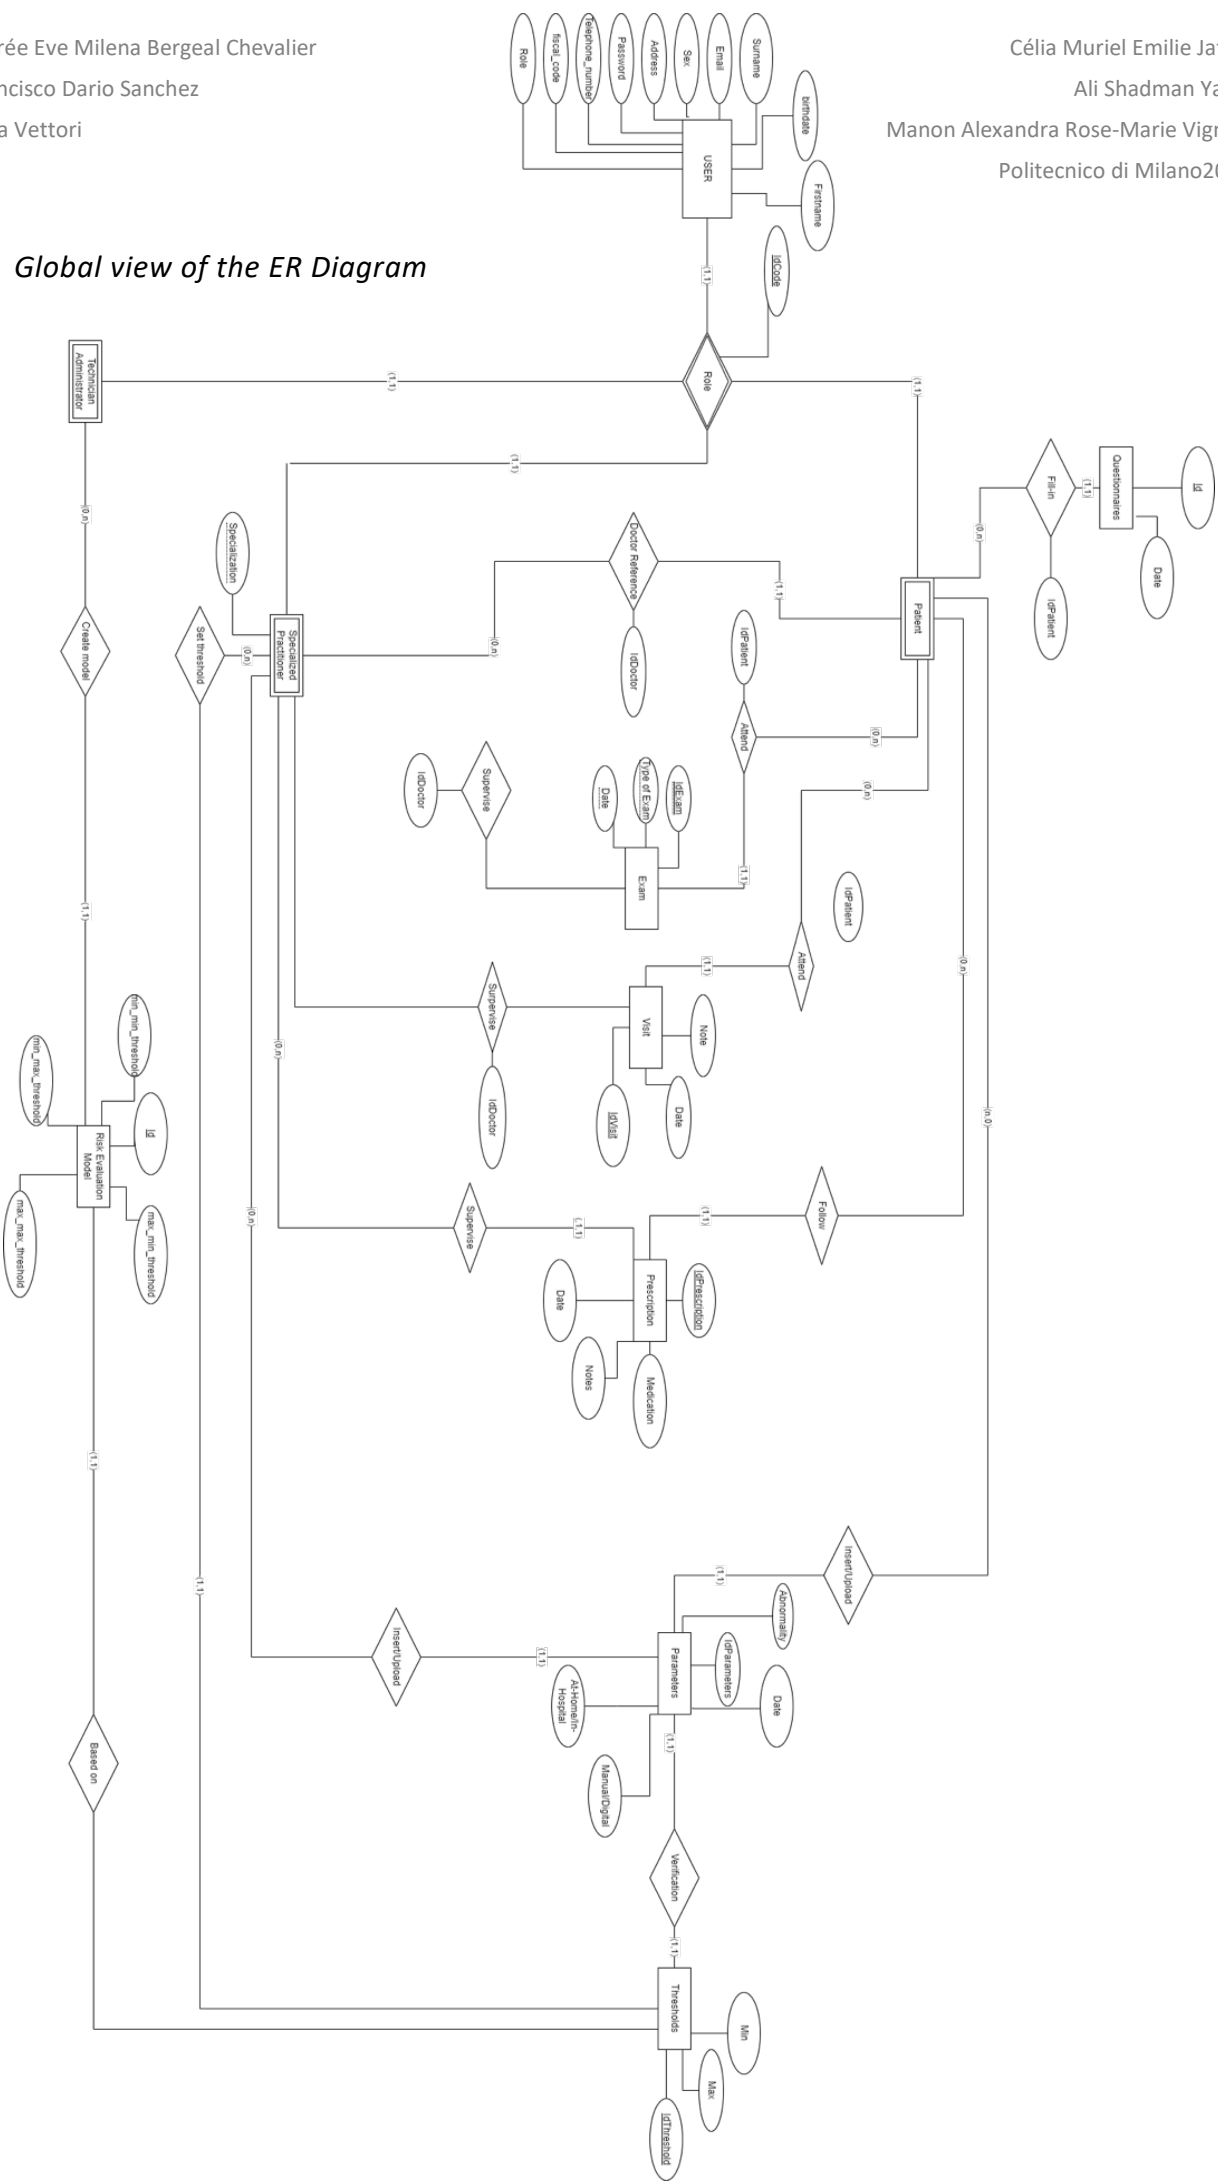 rée Eve Milena Bergeal Chevalier
ncisco Dario Sanchez
a Vettori
Célia Muriel Emilie Ja
Ali Shadman Ya
Manon Alexandra Rose-Marie Vigr
Politecnico di Milano20
Global view of the ER Diagram
Role
fiscal_code
Telephone_number
Password
Address
Sex
Email
Surname
birthdate
Firstname
USER
(1,1)
IdCode
Role
(1,1)
(1,1)
(1,1)
Technician
Administrator
(0,n)
Create model
(1,1)
Questionnaires
Id
Date
Fill-in
(1,1)
IdPatient
(0,n)
Patient
Doctor Reference
(1,1)
(0,n)
IdDoctor
Specialization
Specialized
Practitioner
Set threshold
(0,n)
IdPatient
Attend
(0,n)
(1,1)
Supervise
IdDoctor
Date
Type of Exam
IdExam
Exam
(0,n)
IdPatient
Attend
(1,1)
(0,n)
Surpervise
IdDoctor
Visit
Note
Date
IdVisit
(0,n)
(n,0)
min_min_threshold
min_max_threshold
Id
Risk Evaluation
Model
max_max_threshold
max_min_threshold
(0,n)
Supervise
(1,1)
(1,1)
Follow
Prescription
IdPrescription
Date
Notes
Medication
(1,1)
(1,1)
Insert/Upload
(1,1)
Insert/Upload
(1,1)
Abnormality
IdParameters
Date
Parameters
At-Home/In-
Hospital
Manual/Digital
(1,1)
Based on
Verification
(1,1)
Thresholds
Min
Max
IdThreshold